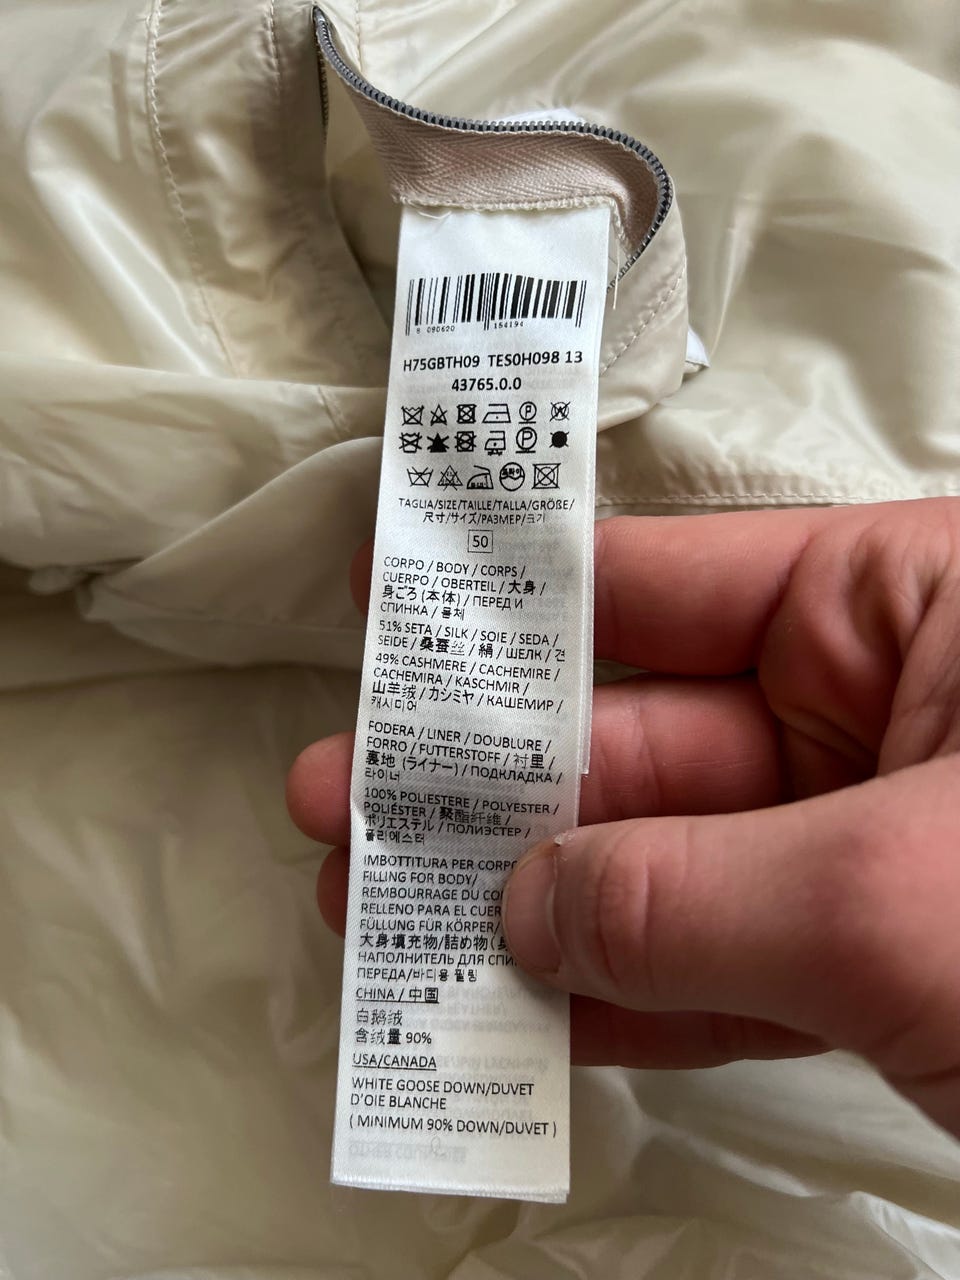 8 090620 154194
H75GBTH09 TES0H098 13
43765.0.0
TAGLIA/SIZE/TAILLE/TALLA/GRÖßE/
尺寸/サイズ/РАЗМЕР/크기
50
CORPO / BODY / CORPS /
CUERPO / OBERTEIL / 大身 /
身ごろ (本体) / ПЕРЕД И
СПИНКА / 몸체
51% SETA / SILK / SOIE / SEDA /
SEIDE / 桑蚕丝 / 絹 / ШЕЛК / 견
49% CASHMERE / CACHEMIRE /
CACHEMIRA / KASCHMIR /
山羊绒 / カシミヤ / КАШЕМИР /
캐시미어
FODERA / LINER / DOUBLURE /
FORRO / FUTTERSTOFF / 衬里 /
裏地 (ライナー) / ПОДКЛАДКА /
라이너
100% POLIESTERE / POLYESTER /
POLIÉSTER / 聚酯纤维 /
ポリエステル / ПОЛИЭСТЕР /
폴리에스터
IMBOTTITURA PER CORPO
FILLING FOR BODY/
REMBOURRAGE DU
RELLENO PARA EL
FÜLLUNG FÜR KÖRPER/
大身填充物/詰め物(身
НАПОЛНИТЕЛЬ ДЛЯ
ПЕРЕДА/바디용 필링
CHINA / 中国
白鹅绒
含绒量 90%
USA/CANADA
WHITE GOOSE DOWN/DUVET
D'OIE BLANCHE
( MINIMUM 90% DOWN/DUVET )